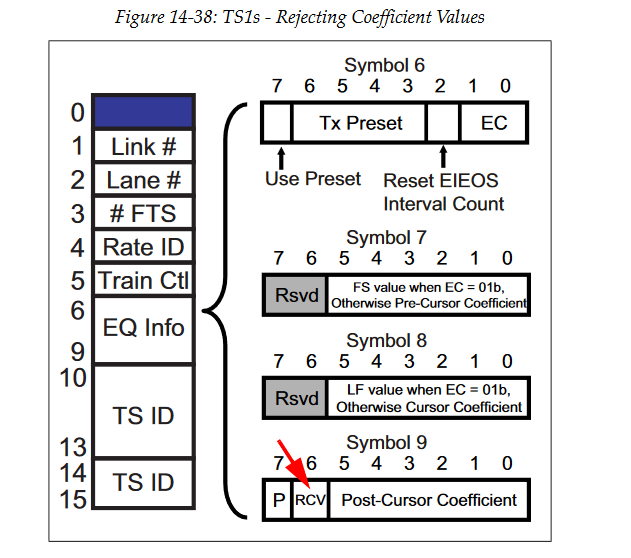 Figure 14-38: TS1s - Rejecting Coefficient Values
0
1 Link #
2 Lane #
3 # FTS
4 Rate ID
5 Train Ctl
6
EQ Info
9
10
TS ID
13
14
TS ID
15
Symbol 6
7 6 5 4 3 2 1 0
Tx Preset EC
Use Preset
Reset EIEOS
Interval Count
Symbol 7
7 6 5 4 3 2 1 0
Rsvd
FS value when EC = 01b,
Otherwise Pre-Cursor Coefficient
Symbol 8
7 6 5 4 3 2 1 0
Rsvd
LF value when EC = 01b,
Otherwise Cursor Coefficient
Symbol 9
7 6 5 4 3 2 1 0
P RCV Post-Cursor Coefficient